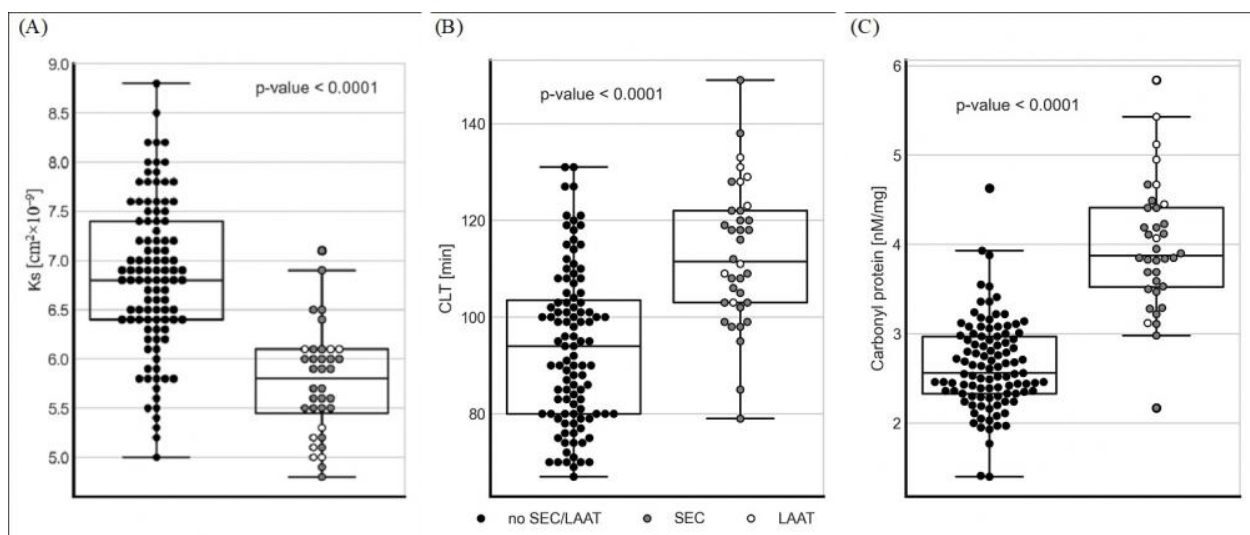 (A)
(B)
(C)
p-value < 0.0001
p-value < 0.0001
p-value < 0.0001
Ks [cm²×10⁻⁹]
9.0
8.5
8.0
7.5
7.0
6.5
6.0
5.5
5.0
CLT [min]
140
120
100
80
Carbonyl protein [nM/mg]
6
5
4
3
2
no SEC/LAAT
SEC
LAAT